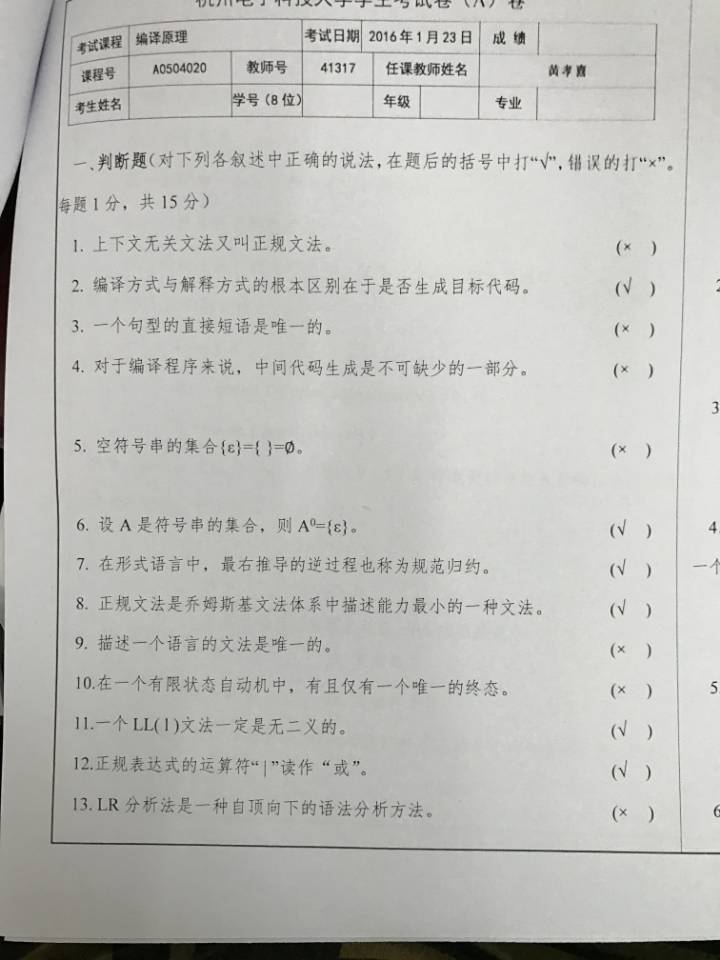 杭州电子科技大学学生考试卷（A）卷
考试课程 编译原理 考试日期 2016年1月23日 成绩
课程号 A0504020 教师号 41317 任课教师姓名 黄孝喜
考生姓名 学号（8位） 年级 专业
一、判断题（对下列各叙述中正确的说法，在题后的括号中打“√”，错误的打“×”。
每题1分，共15分）
1. 上下文无关文法又叫正规文法。 (× )
2. 编译方式与解释方式的根本区别在于是否生成目标代码。 (√ )
3. 一个句型的直接短语是唯一的。 (× )
4. 对于编译程序来说，中间代码生成是不可缺少的一部分。 (× )
5. 空符号串的集合{ε}={ }=∅。 (× )
6. 设A是符号串的集合，则A⁰={ε}。 (√ )
7. 在形式语言中，最右推导的逆过程也称为规范归约。 (√ )
8. 正规文法是乔姆斯基文法体系中描述能力最小的一种文法。 (√ )
9. 描述一个语言的文法是唯一的。 (× )
10.在一个有限状态自动机中，有且仅有一个唯一的终态。 (× )
11.一个LL(1)文法一定是无二义的。 (√ )
12.正规表达式的运算符“|”读作“或”。 (√ )
13. LR分析法是一种自顶向下的语法分析方法。 (× )
3
4.
一个
5
6